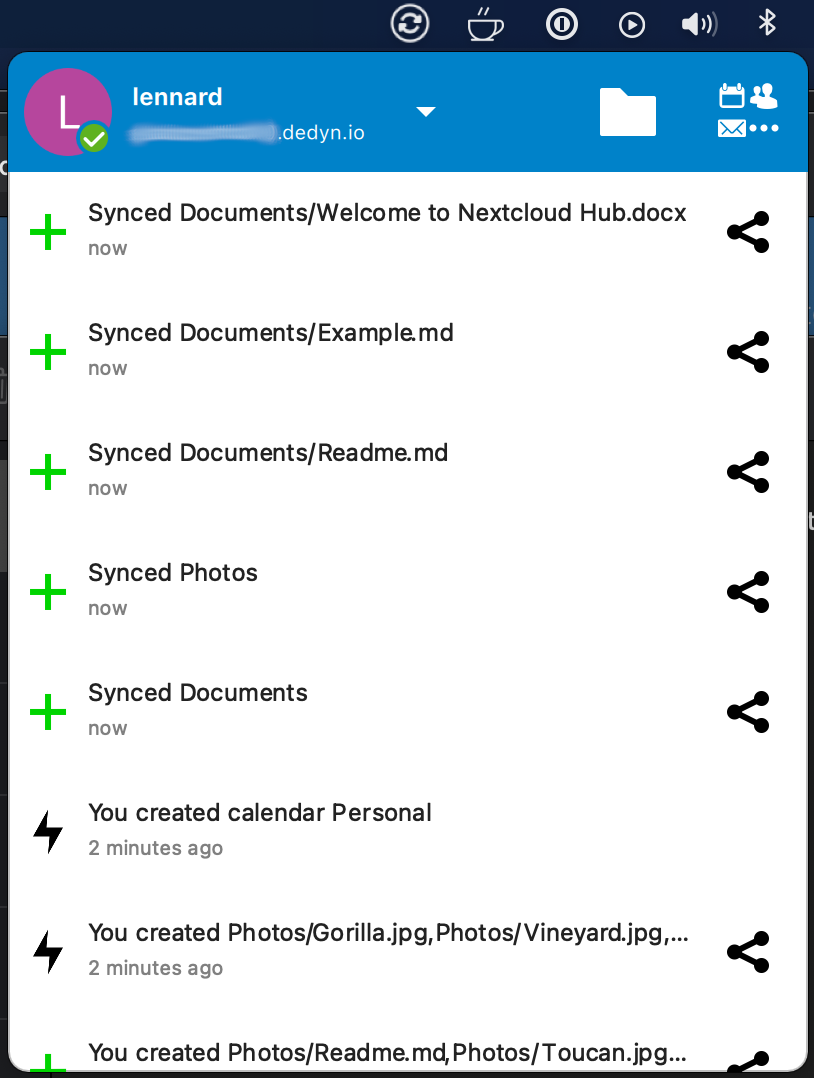 L
lennard
.dedyn.io
Synced Documents/Welcome to Nextcloud Hub.docx
now
Synced Documents/Example.md
now
Synced Documents/Readme.md
now
Synced Photos
now
Synced Documents
now
You created calendar Personal
2 minutes ago
You created Photos/Gorilla.jpg,Photos/Vineyard.jpg,...
2 minutes ago
You created Photos/Readme.md,Photos/Toucan.jpg...